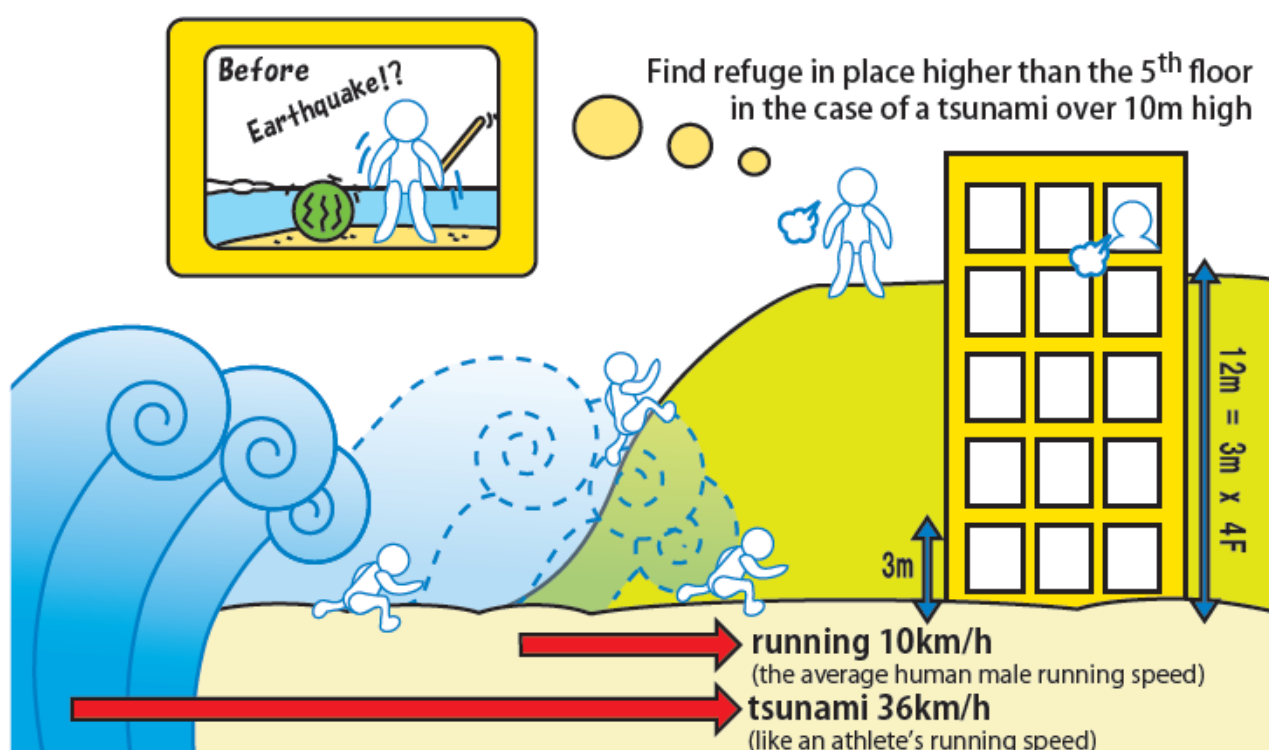 Before
Earthquake!?
Find refuge in place higher than the 5th floor
in the case of a tsunami over 10m high
12m = 3m x 4F
3m
running 10km/h
(the average human male running speed)
tsunami 36km/h
(like an athlete's running speed)